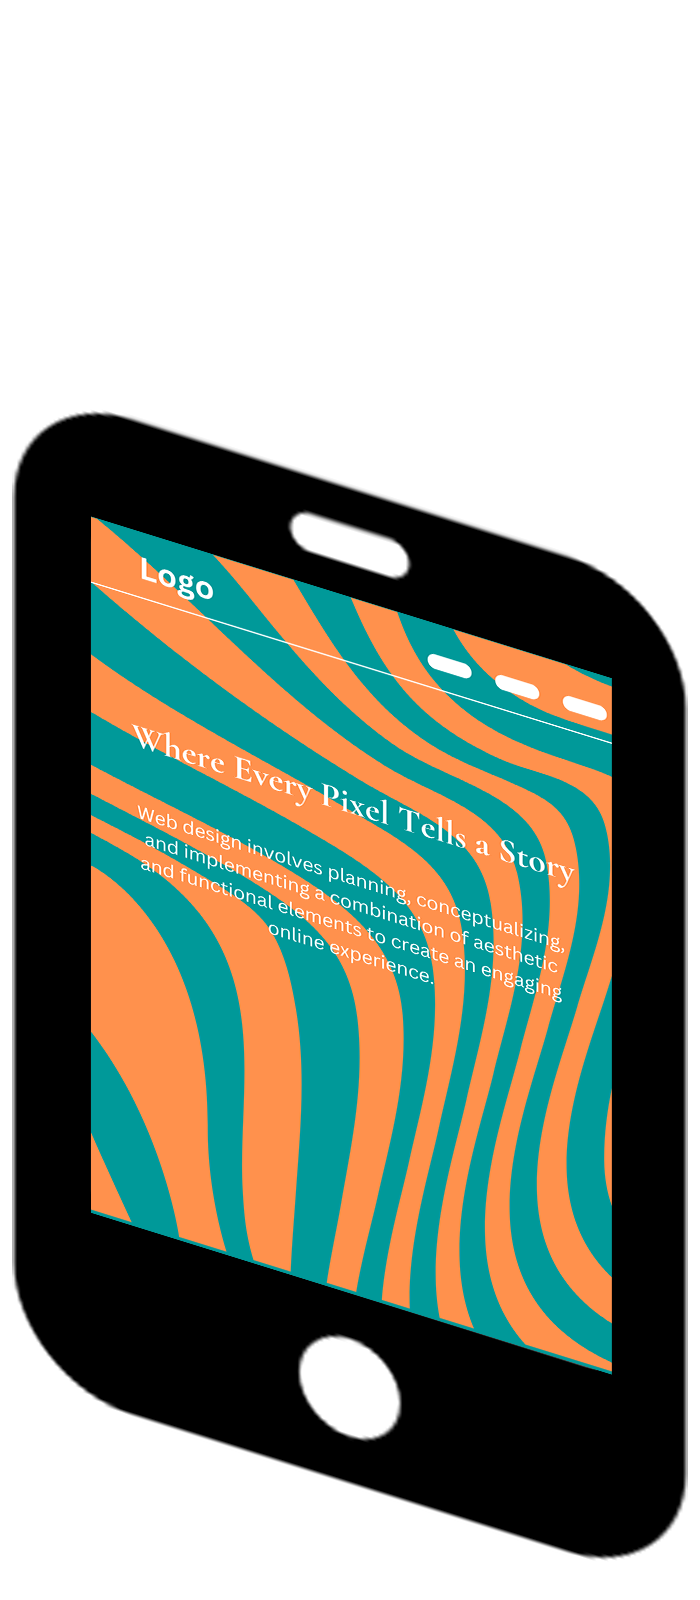 Logo
Where Every Pixel Tells a Story
Web design involves planning, conceptualizing,
and implementing a combination of aesthetic
and functional elements to create an engaging
online experience.